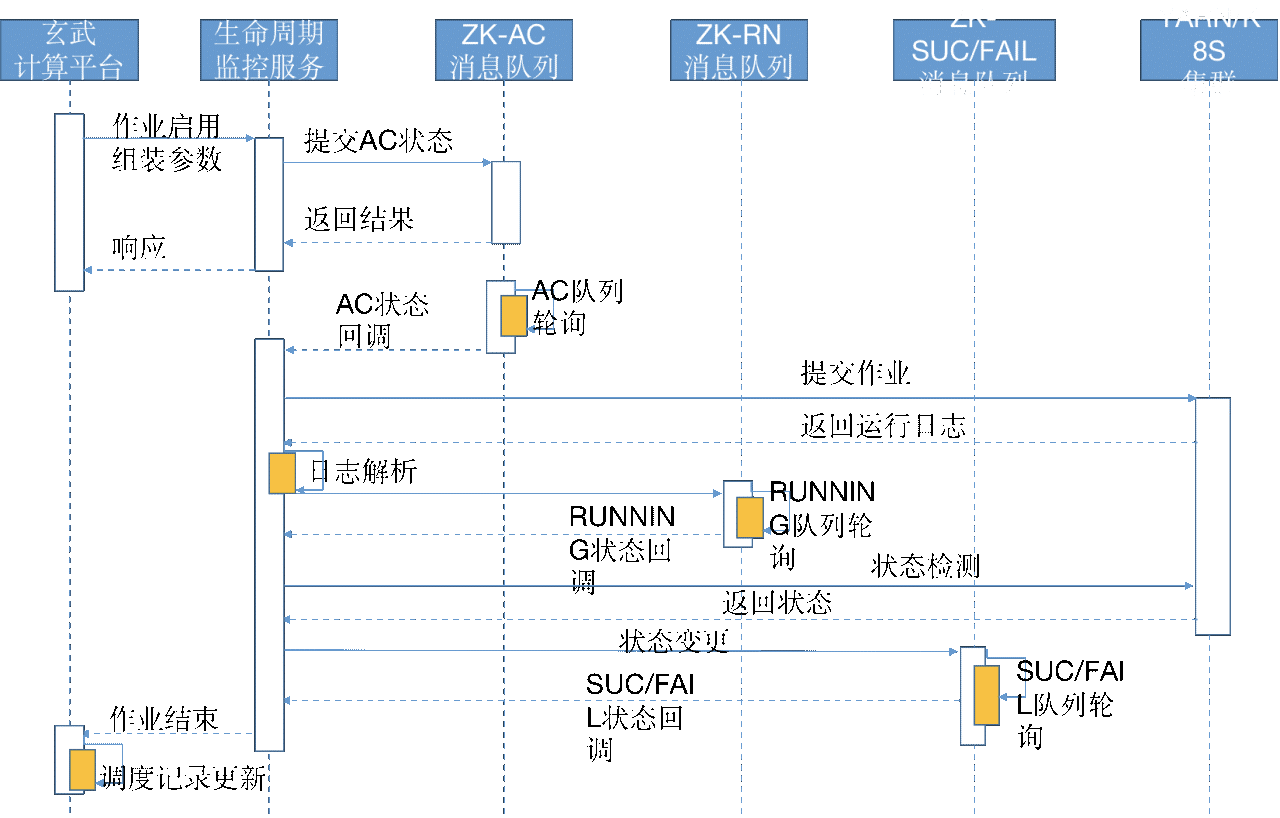 玄武
计算平台
生命周期
监控服务
ZK-AC
消息队列
ZK-RN
消息队列
ZK-
SUC/FAIL
消息队列
YARN/K
8S
集群
作业启用
组装参数
提交AC状态
返回结果
响应
AC队列
轮询
AC状态
回调
提交作业
返回运行日志
日志解析
RUNNIN
G队列轮
询
RUNNIN
G状态回
调
状态检测
返回状态
状态变更
SUC/FAI
L队列轮
询
SUC/FAI
L状态回
调
作业结束
调度记录更新